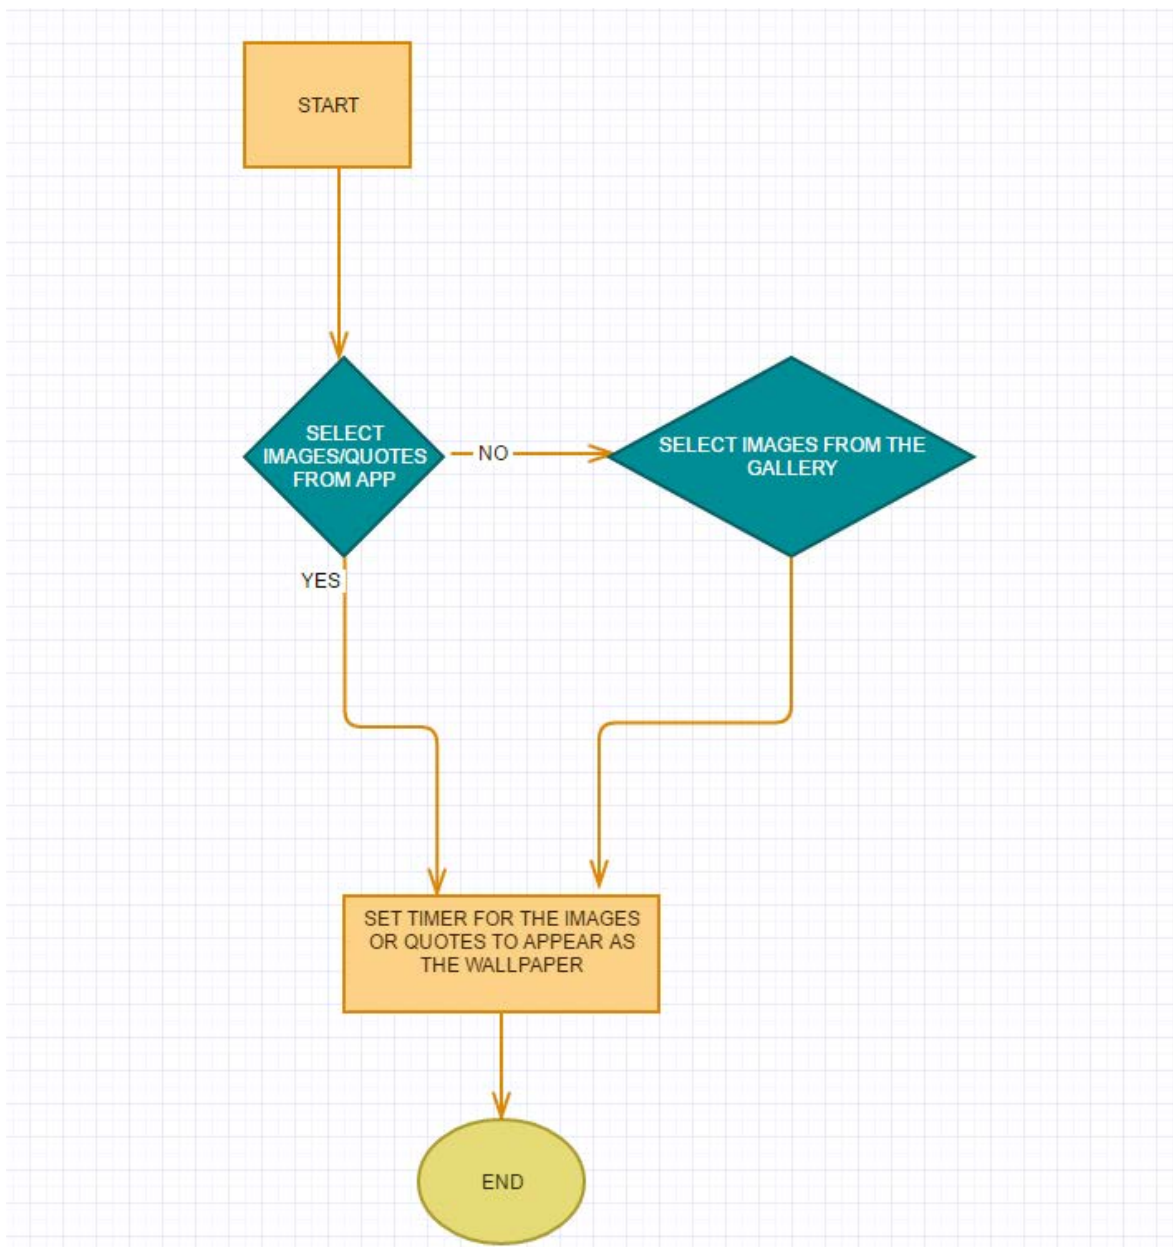 START
SELECT
IMAGES/QUOTES
FROM APP
NO
SELECT IMAGES FROM THE
GALLERY
YES
SET TIMER FOR THE IMAGES
OR QUOTES TO APPEAR AS
THE WALLPAPER
END